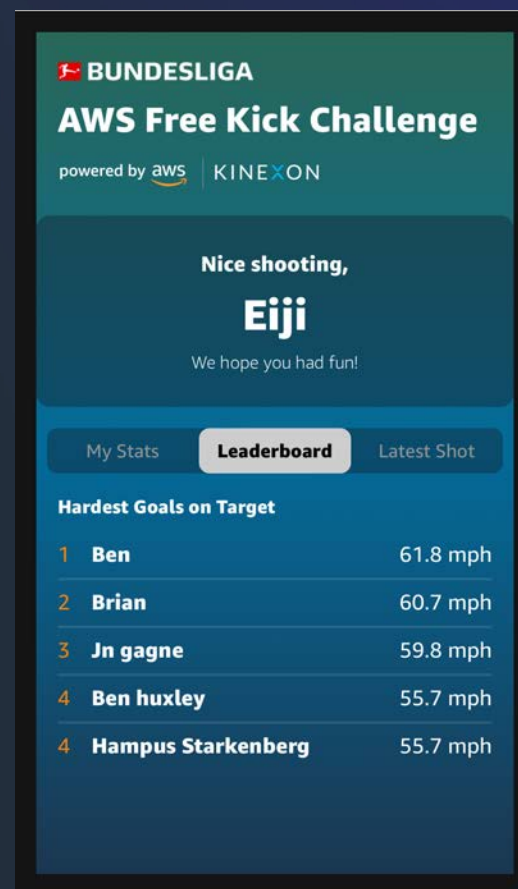 BUNDESLIGA
AWS Free Kick Challenge
powered by aws KINEXON
Nice shooting,
Eiji
We hope you had fun!
My Stats Leaderboard Latest Shot
Hardest Goals on Target
1 Ben 61.8 mph
2 Brian 60.7 mph
3 Jn gagne 59.8 mph
4 Ben huxley 55.7 mph
4 Hampus Starkenberg 55.7 mph